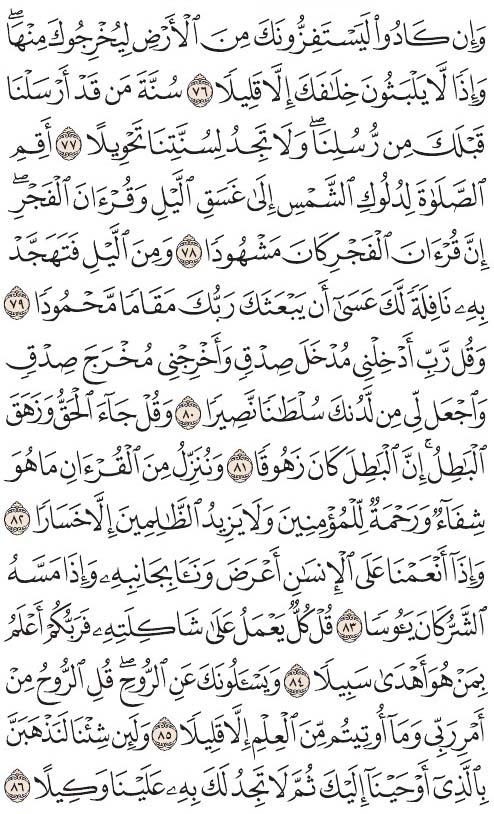 وَإِن كَادُوا۟ لَيَسْتَفِزُّونَكَ مِنَ ٱلْأَرْضِ لِيُخْرِجُوكَ مِنْهَا ۖ
وَإِذًا لَّا يَلْبَثُونَ خِلَٰفَكَ إِلَّا قَلِيلًا ٧٦ سُنَّةَ مَن قَدْ أَرْسَلْنَا
قَبْلَكَ مِن رُّسُلِنَا ۖ وَلَا تَجِدُ لِسُنَّتِنَا تَحْوِيلًا ٧٧ أَقِمِ
ٱلصَّلَوٰةَ لِدُلُوكِ ٱلشَّمْسِ إِلَىٰ غَسَقِ ٱلَّيْلِ وَقُرْءَانَ ٱلْفَجْرِ ۖ
إِنَّ قُرْءَانَ ٱلْفَجْرِ كَانَ مَشْهُودًا ٧٨ وَمِنَ ٱلَّيْلِ فَتَهَجَّدْ
بِهِۦ نَافِلَةً لَّكَ عَسَىٰٓ أَن يَبْعَثَكَ رَبُّكَ مَقَامًا مَّحْمُودًا ٧٩
وَقُل رَّبِّ أَدْخِلْنِى مُدْخَلَ صِدْقٍ وَأَخْرِجْنِى مُخْرَجَ صِدْقٍ
وَٱجْعَل لِّى مِن لَّدُنكَ سُلْطَٰنًا نَّصِيرًا ٨٠ وَقُلْ جَآءَ ٱلْحَقُّ وَزَهَقَ
ٱلْبَٰطِلُ ۚ إِنَّ ٱلْبَٰطِلَ كَانَ زَهُوقًا ٨١ وَنُنَزِّلُ مِنَ ٱلْقُرْءَانِ مَا هُوَ
شِفَآءٌ وَرَحْمَةٌ لِّلْمُؤْمِنِينَ وَلَا يَزِيدُ ٱلظَّٰلِمِينَ إِلَّا خَسَارًا ٨٢
وَإِذَآ أَنْعَمْنَا عَلَى ٱلْإِنسَٰنِ أَعْرَضَ وَنَـَٔا بِجَانِبِهِۦ وَإِذَا مَسَّهُ
ٱلشَّرُّ كَانَ يَـُٔوسًا ٨٣ قُلْ كُلٌّ يَعْمَلُ عَلَىٰ شَاكِلَتِهِۦ فَرَبُّكُمْ أَعْلَمُ
بِمَنْ هُوَ أَهْدَىٰ سَبِيلًا ٨٤ وَيَسْـَٔلُونَكَ عَنِ ٱلرُّوحِ ۖ قُلِ ٱلرُّوحُ مِنْ
أَمْرِ رَبِّى وَمَآ أُوتِيتُم مِّنَ ٱلْعِلْمِ إِلَّا قَلِيلًا ٨٥ وَلَئِن شِئْنَا لَنَذْهَبَنَّ
بِٱلَّذِىٓ أَوْحَيْنَآ إِلَيْكَ ثُمَّ لَا تَجِدُ لَكَ بِهِۦ عَلَيْنَا وَكِيلًا ٨٦